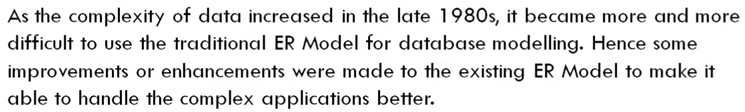 As the complexity of data increased in the late 1980s, it became more and more
difficult to use the traditional ER Model for database modelling. Hence some
improvements or enhancements were made to the existing ER Model to make it
able to handle the complex applications better.